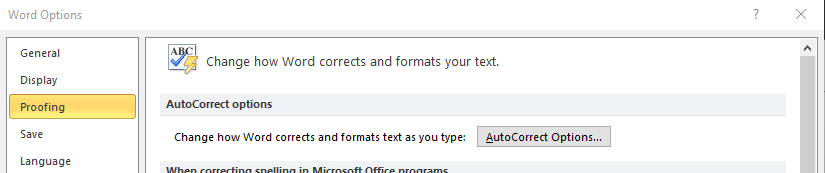 Word Options
General
Display
Proofing
Save
Language
ABC
Change how Word corrects and formats your text.
AutoCorrect options
Change how Word corrects and formats text as you type: AutoCorrect Options...
When correcting spelling in Microsoft Office programs